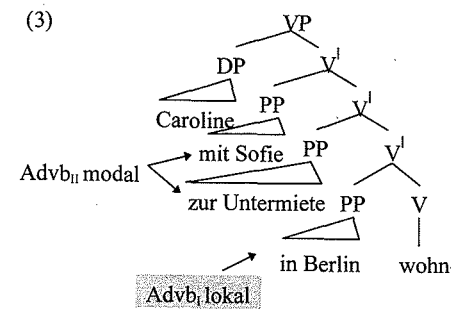 (3)
VP
DP V|
Caroline PP V|
mit Sofie PP V|
Advb_II modal
zur Untermiete PP V
in Berlin wohn-
Advb_I lokal